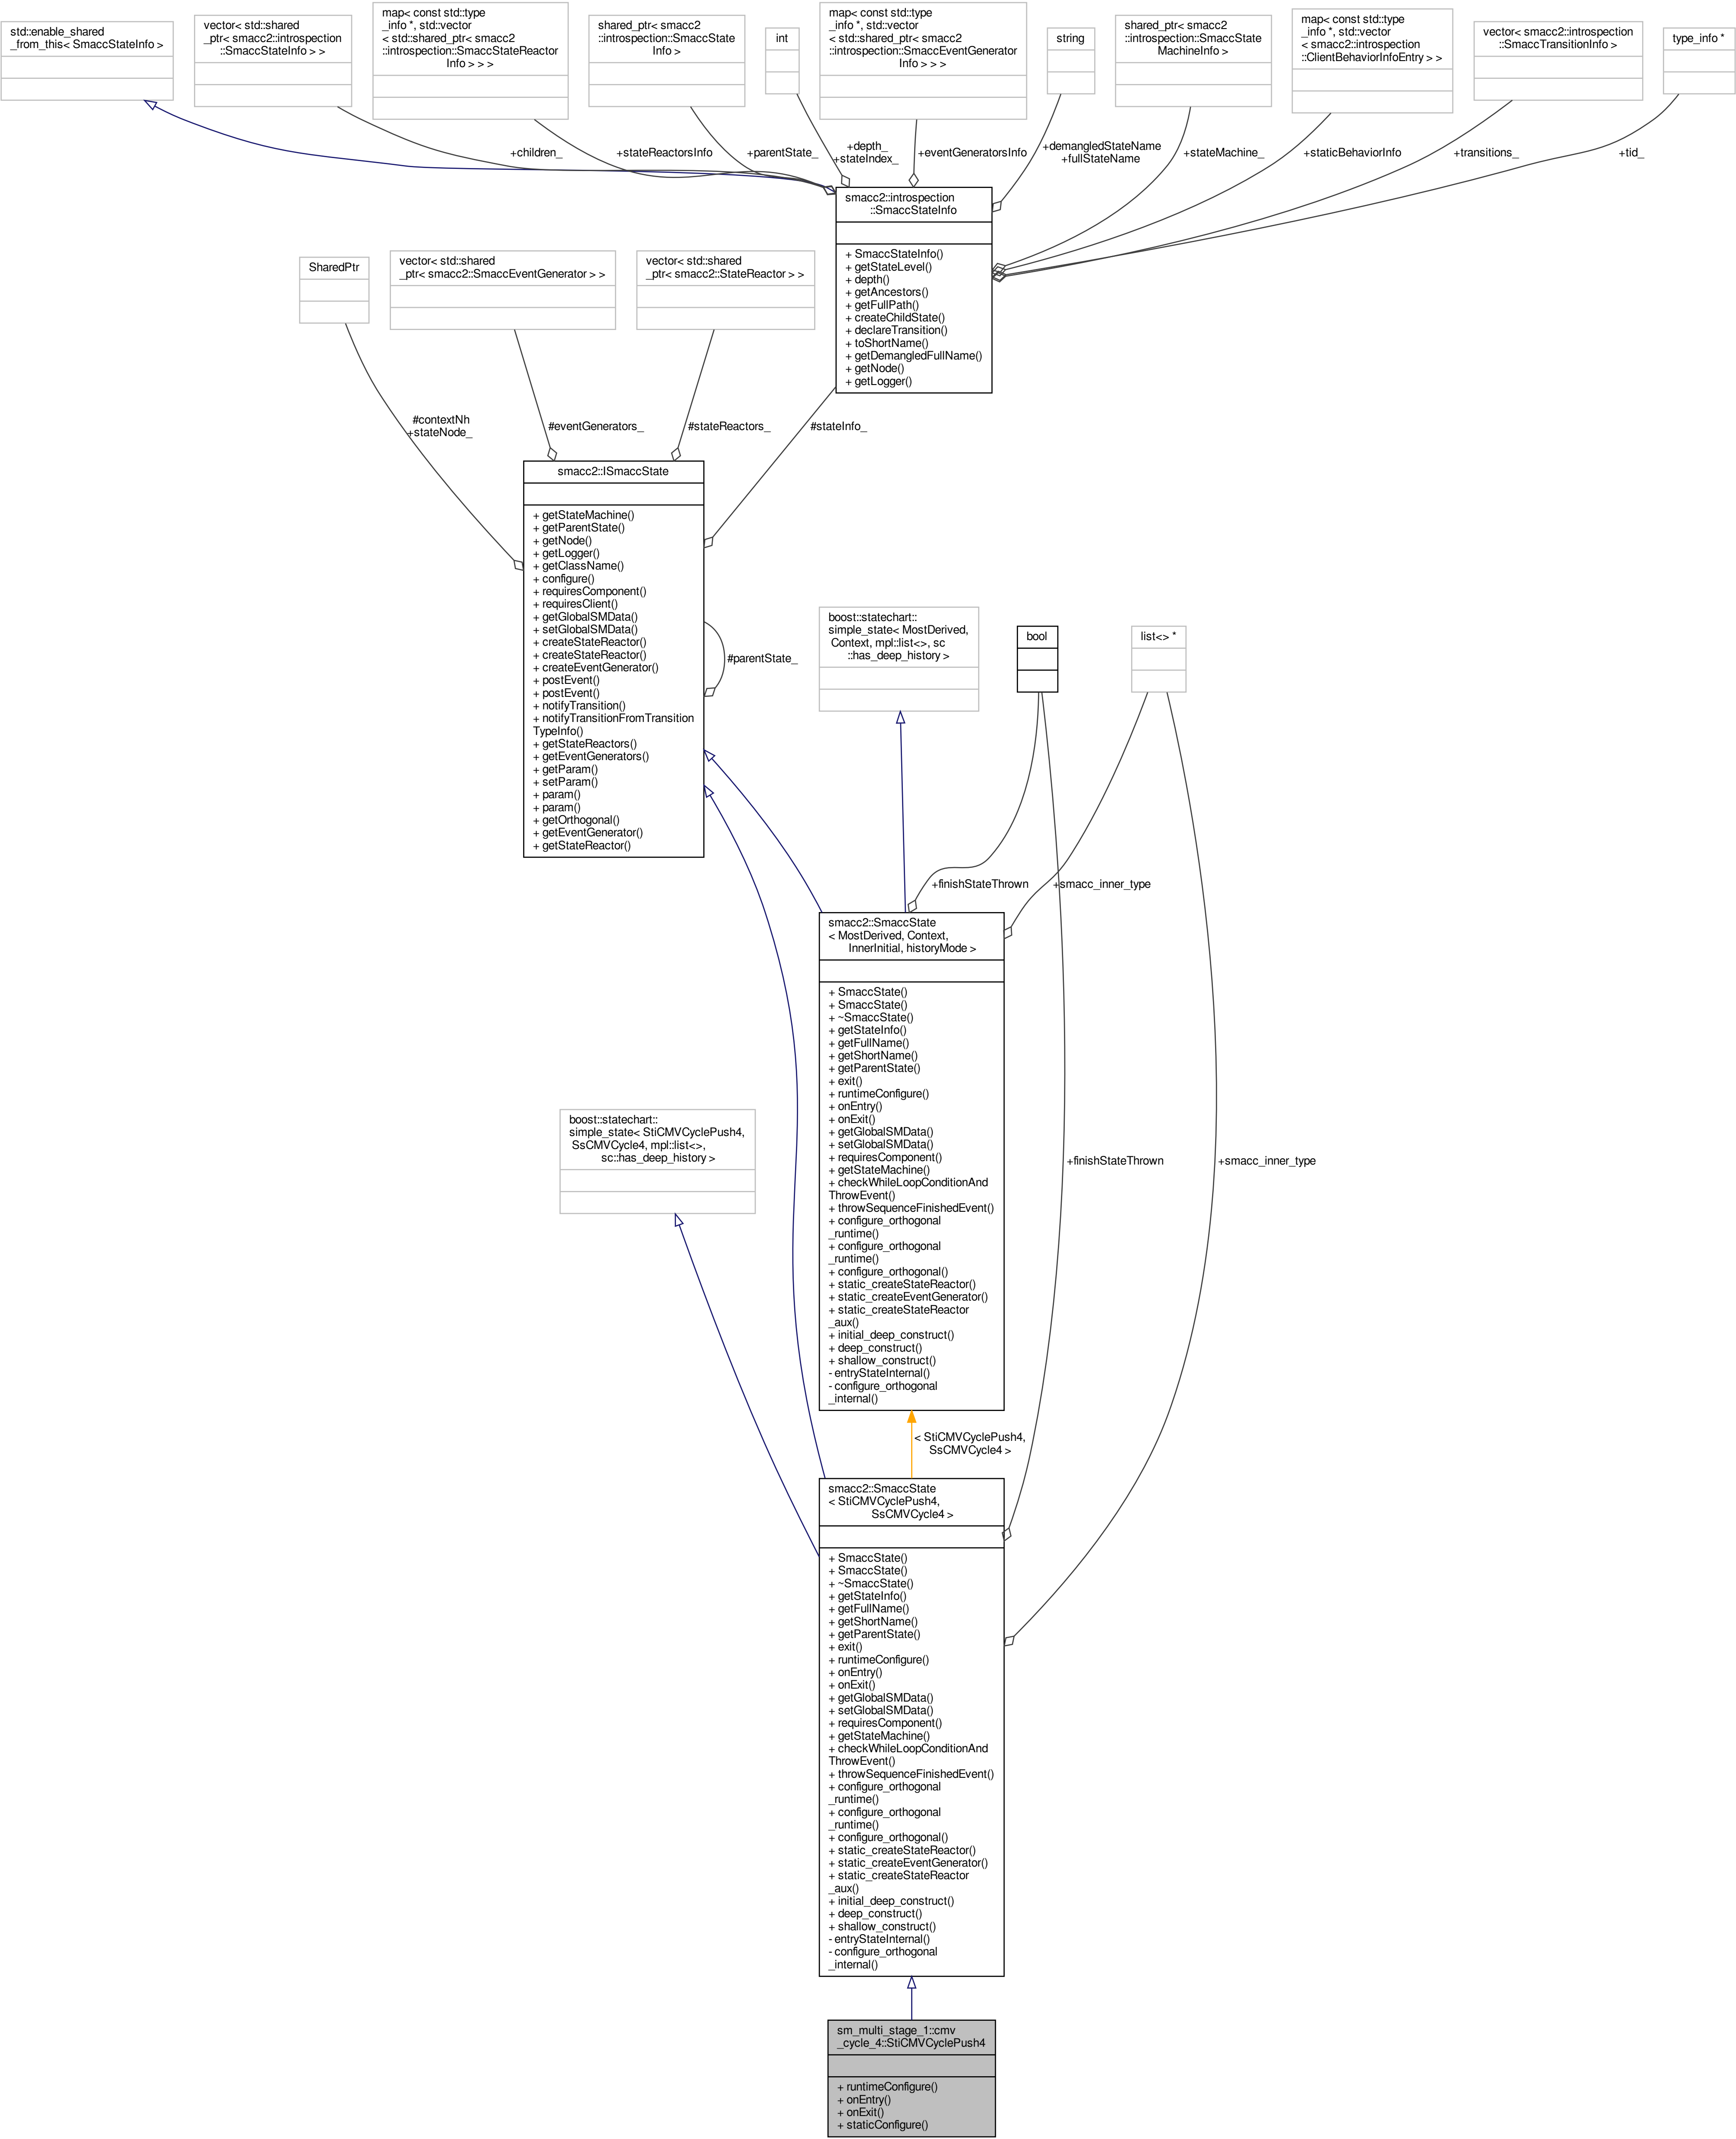 std::enable_shared
_from_this< SmaccStateInfo >
vector< std::shared
_ptr< smacc2::introspection
::SmaccStateInfo > >
map< const std::type
_info *, std::vector
< std::shared_ptr< smacc2
::introspection::SmaccStateReactor
Info > > >
shared_ptr< smacc2
::introspection::SmaccState
Info >
int
map< const std::type
_info *, std::vector
< std::shared_ptr< smacc2
::introspection::SmaccEventGenerator
Info > > >
string
shared_ptr< smacc2
::introspection::SmaccState
MachineInfo >
map< const std::type
_info *, std::vector
< smacc2::introspection
::ClientBehaviorInfoEntry > >
vector< smacc2::introspection
::SmaccTransitionInfo >
type_info *
+children_
+stateReactorsInfo
+parentState_
+depth_
+stateIndex_
+eventGeneratorsInfo
+demangledStateName
+fullStateName
+stateMachine_
+staticBehaviorInfo
+transitions_
+tid_
smacc2::introspection
::SmaccStateInfo
+ SmaccStateInfo()
+ getStateLevel()
+ depth()
+ getAncestors()
+ getFullPath()
+ createChildState()
+ declareTransition()
+ toShortName()
+ getDemangledFullName()
+ getNode()
+ getLogger()
SharedPtr
vector< std::shared
_ptr< smacc2::SmaccEventGenerator > >
vector< std::shared
_ptr< smacc2::StateReactor > >
#contextNh
+stateNode_
#eventGenerators_
#stateReactors_
#stateInfo_
smacc2::ISmaccState
+ getStateMachine()
+ getParentState()
+ getNode()
+ getLogger()
+ getClassName()
+ configure()
+ requiresComponent()
+ requiresClient()
+ getGlobalSMData()
+ setGlobalSMData()
+ createStateReactor()
+ createStateReactor()
+ createEventGenerator()
+ postEvent()
+ postEvent()
+ notifyTransition()
+ notifyTransitionFromTransition
TypeInfo()
+ getStateReactors()
+ getEventGenerators()
+ getParam()
+ setParam()
+ param()
+ param()
+ getOrthogonal()
+ getEventGenerator()
+ getStateReactor()
#parentState_
boost::statechart::
simple_state< MostDerived,
Context, mpl::list<>, sc
::has_deep_history >
bool
list<> *
+finishStateThrown
+smacc_inner_type
smacc2::SmaccState
< MostDerived, Context,
InnerInitial, historyMode >
+ SmaccState()
+ SmaccState()
+ ~SmaccState()
+ getStateInfo()
+ getFullName()
+ getShortName()
+ getParentState()
+ exit()
+ runtimeConfigure()
+ onEntry()
+ onExit()
+ getGlobalSMData()
+ setGlobalSMData()
+ requiresComponent()
+ getStateMachine()
+ checkWhileLoopConditionAnd
ThrowEvent()
+ throwSequenceFinishedEvent()
+ configure_orthogonal
_runtime()
+ configure_orthogonal
_runtime()
+ configure_orthogonal()
+ static_createStateReactor()
+ static_createEventGenerator()
+ static_createStateReactor
_aux()
+ initial_deep_construct()
+ deep_construct()
+ shallow_construct()
- entryStateInternal()
- configure_orthogonal
_internal()
boost::statechart::
simple_state< StiCMVCyclePush4,
SsCMVCycle4, mpl::list<>,
sc::has_deep_history >
+finishStateThrown
+smacc_inner_type
< StiCMVCyclePush4,
SsCMVCycle4 >
smacc2::SmaccState
< StiCMVCyclePush4,
SsCMVCycle4 >
+ SmaccState()
+ SmaccState()
+ ~SmaccState()
+ getStateInfo()
+ getFullName()
+ getShortName()
+ getParentState()
+ exit()
+ runtimeConfigure()
+ onEntry()
+ onExit()
+ getGlobalSMData()
+ setGlobalSMData()
+ requiresComponent()
+ getStateMachine()
+ checkWhileLoopConditionAnd
ThrowEvent()
+ throwSequenceFinishedEvent()
+ configure_orthogonal
_runtime()
+ configure_orthogonal
_runtime()
+ configure_orthogonal()
+ static_createStateReactor()
+ static_createEventGenerator()
+ static_createStateReactor
_aux()
+ initial_deep_construct()
+ deep_construct()
+ shallow_construct()
- entryStateInternal()
- configure_orthogonal
_internal()
sm_multi_stage_1::cmv
_cycle_4::StiCMVCyclePush4
+ runtimeConfigure()
+ onEntry()
+ onExit()
+ staticConfigure()